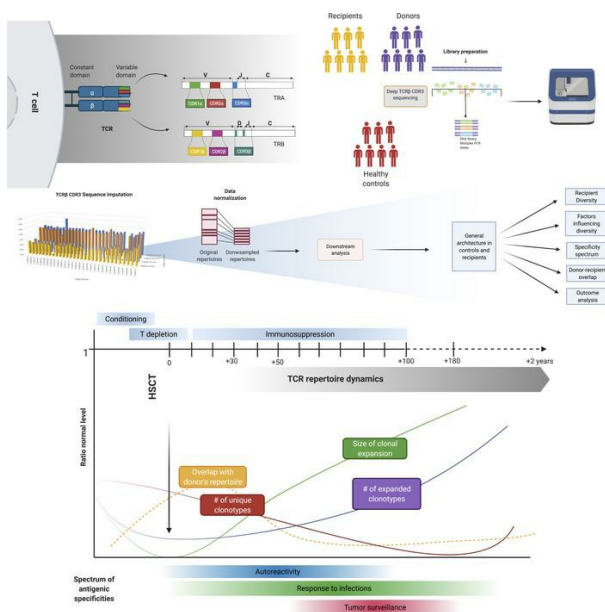 T cell
Constant
domain
Variable
domain
α
β
TCR
V
J
C
CDR1α
CDR2α
CDR3α
TRA
V
D
J
C
CDR1β
CDR2β
CDR3β
TRB
Recipients
Donors
Healthy
controls
Library preparation
Deep TCRβ CDR3
sequencing
TCRβ CDR3 Sequence imputation
Data
normalization
Original
repertoires
Donwsampled
repertoires
Downstream
analysis
General
architecture in
controls and
recipients
Recipient
Diversity
Factors
influencing
diversity
Specificity
spectrum
Donor-recipient
overlap
Outcome
analysis
Conditioning
T depletion
Immunosuppression
1
0
+30
+50
+100
+180
+2 years
HSCT
TCR repertoire dynamics
Ratio normal level
Size of clonal
expansion
Overlap with
donor's repertoire
# of unique
clonotypes
# of expanded
clonotypes
Spectrum of
antigenic
specificities
Autoreactivity
Response to infections
Tumor surveillance